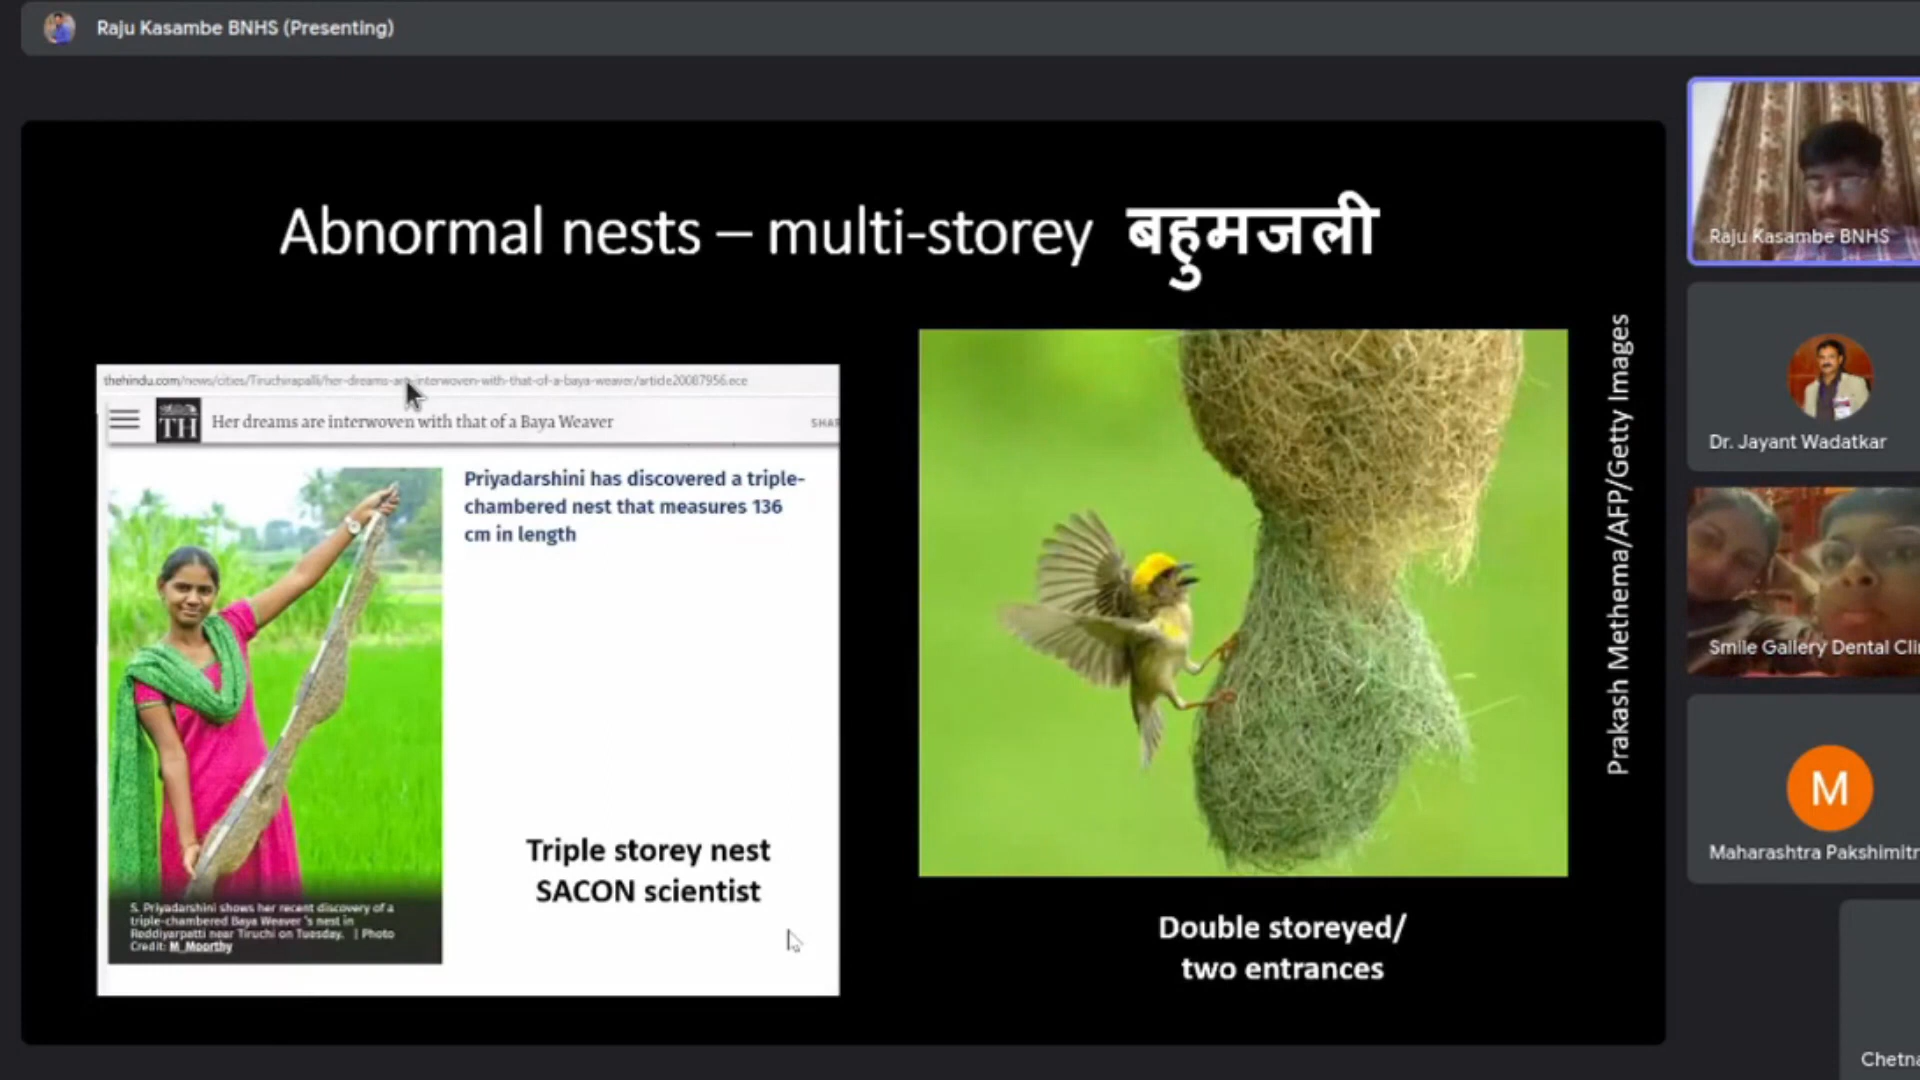 Raju Kasambe BNHS (Presenting)
Abnormal nests – multi-storey बहुमजली
thehindu.com/news/cities/Tiruchirapalli/her-dreams-are-interwoven-with-that-of-a-baya-weaver/article20087956.ece
TH Her dreams are interwoven with that of a Baya Weaver SHAR
Priyadarshini has discovered a triple-
chambered nest that measures 136
cm in length
Triple storey nest
SACON scientist
S. Priyadarshini shows her recent discovery of a
triple-chambered Baya Weaver 's nest in
Reddiyarpatti near Tiruchi on Tuesday. | Photo
Credit: M_Moorthy
Prakash Methema/AFP/Getty Images
Double storeyed/
two entrances
Raju Kasambe BNHS
Dr. Jayant Wadatkar
Smile Gallery Dental Cli
M
Maharashtra Pakshimitr
Chetna